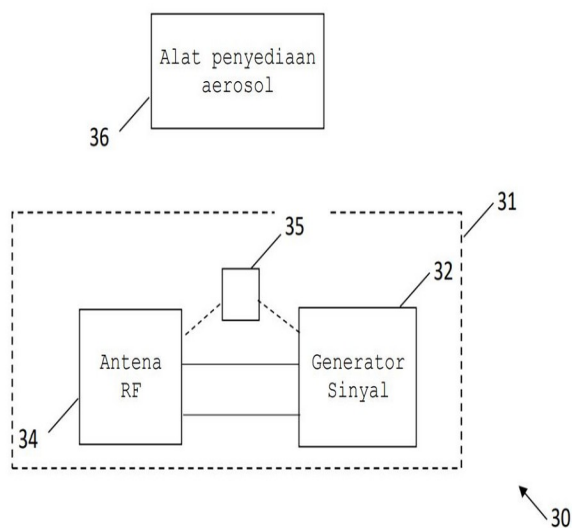 Alat penyediaan
aerosol
36
31
35
32
Antena
RF
Generator
Sinyal
34
30